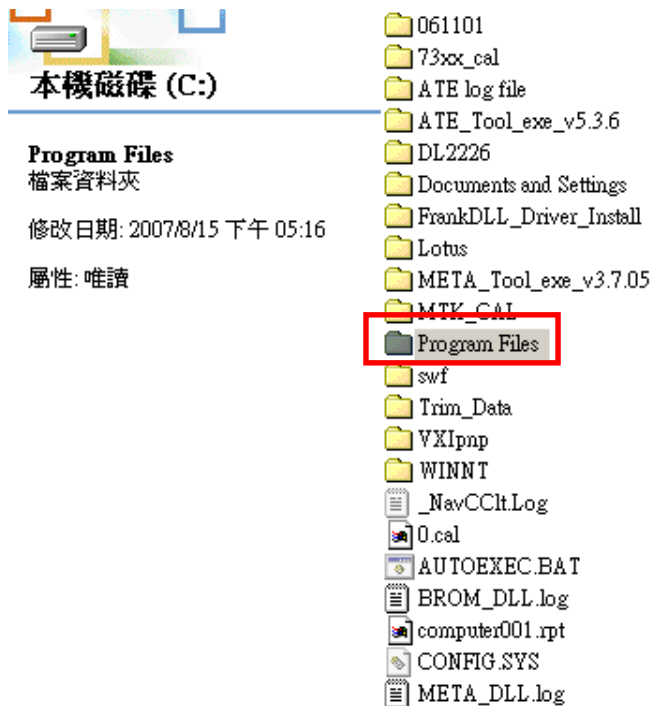 本機磁碟 (C:)
Program Files
檔案資料夾
修改日期: 2007/8/15 下午 05:16
屬性: 唯讀
061101
73xx_cal
ATE log file
ATE_Tool_exe_v5.3.6
DL2226
Documents and Settings
FrankDLL_Driver_Install
Lotus
META_Tool_exe_v3.7.05
MTK_CAL
Program Files
swf
Trim_Data
VXIpnp
WINNT
_NavCClt.Log
0.cal
AUTOEXEC.BAT
BROM_DLL.log
computer001.rpt
CONFIG.SYS
META_DLL.log